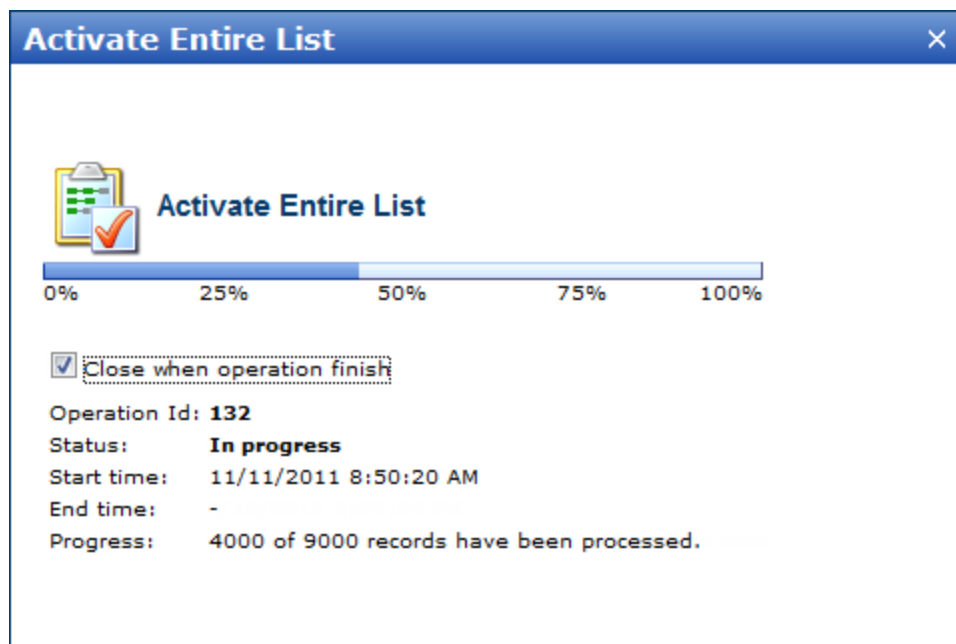 Activate Entire List
Activate Entire List
0% 25% 50% 75% 100%
Close when operation finish
Operation Id: 132
Status: In progress
Start time: 11/11/2011 8:50:20 AM
End time: -
Progress: 4000 of 9000 records have been processed.